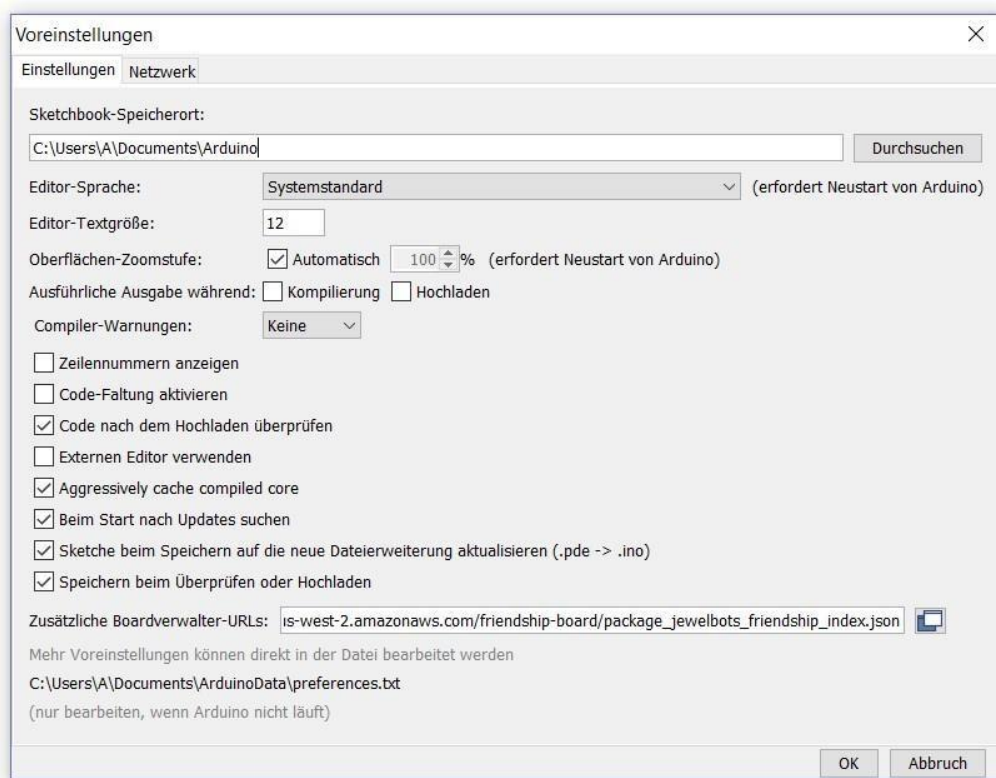 Voreinstellungen
Einstellungen Netzwerk
Sketchbook-Speicherort:
C:\Users\A\Documents\Arduino Durchsuchen
Editor-Sprache: Systemstandard (erfordert Neustart von Arduino)
Editor-Textgröße: 12
Oberflächen-Zoomstufe: Automatisch 100 % (erfordert Neustart von Arduino)
Ausführliche Ausgabe während: Kompilierung Hochladen
Compiler-Warnungen: Keine
Zeilennummern anzeigen
Code-Faltung aktivieren
Code nach dem Hochladen überprüfen
Externen Editor verwenden
Aggressively cache compiled core
Beim Start nach Updates suchen
Sketche beim Speichern auf die neue Dateierweiterung aktualisieren (.pde -> .ino)
Speichern beim Überprüfen oder Hochladen
Zusätzliche Boardverwalter-URLs: us-west-2.amazonaws.com/friendship-board/package_jewelbots_friendship_index.json
Mehr Voreinstellungen können direkt in der Datei bearbeitet werden
C:\Users\A\Documents\ArduinoData\preferences.txt
(nur bearbeiten, wenn Arduino nicht läuft)
OK Abbruch